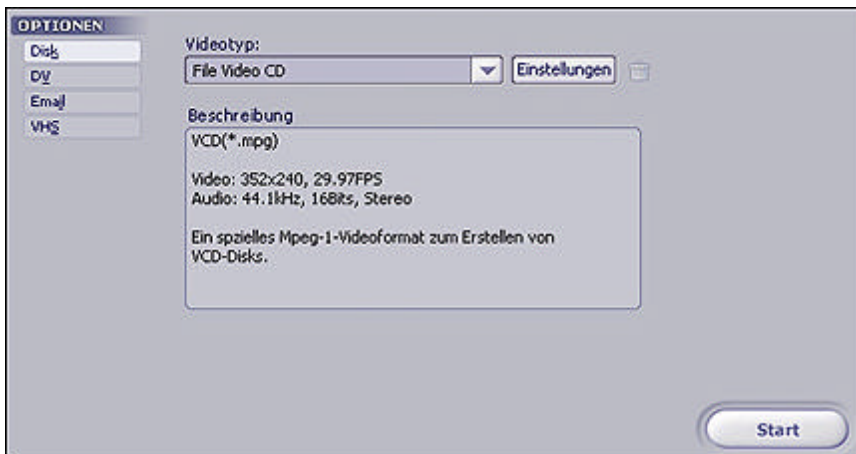 OPTIONEN
Disk
DV
Email
VHS
Videotyp:
File Video CD
Einstellungen
Beschreibung
VCD(*.mpg)
Video: 352x240, 29.97FPS
Audio: 44.1kHz, 16Bits, Stereo
Ein spzielles Mpeg-1-Videoformat zum Erstellen von
VCD-Disks.
Start